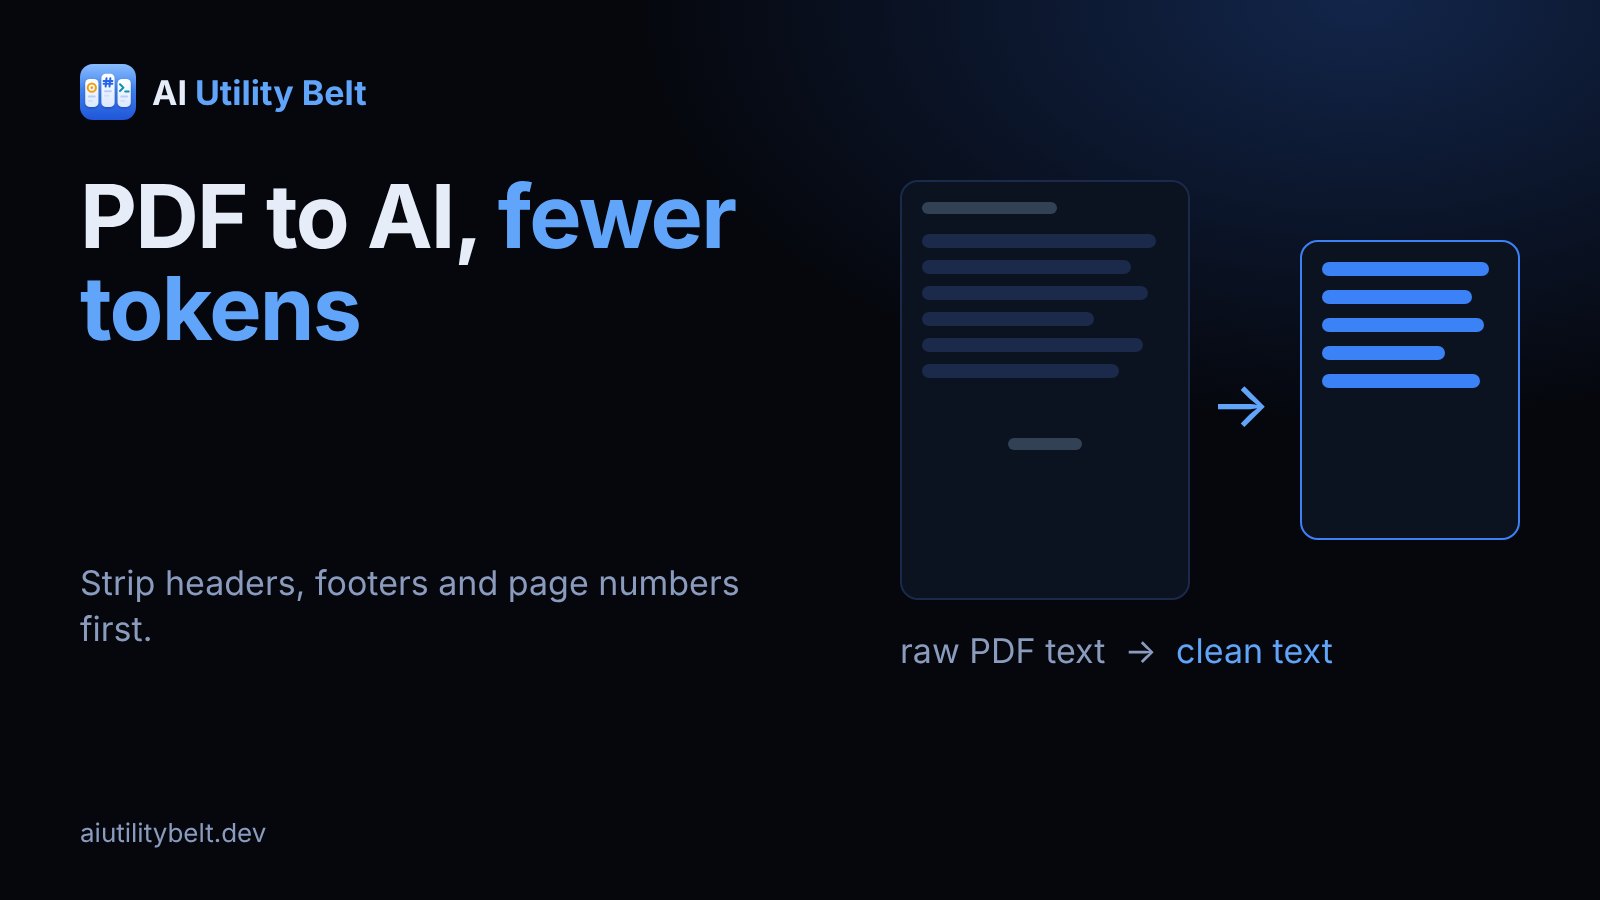 AI Utility Belt
PDF to AI, fewer
tokens
Strip headers, footers and page numbers
first.
raw PDF text → clean text
aiutilitybelt.dev